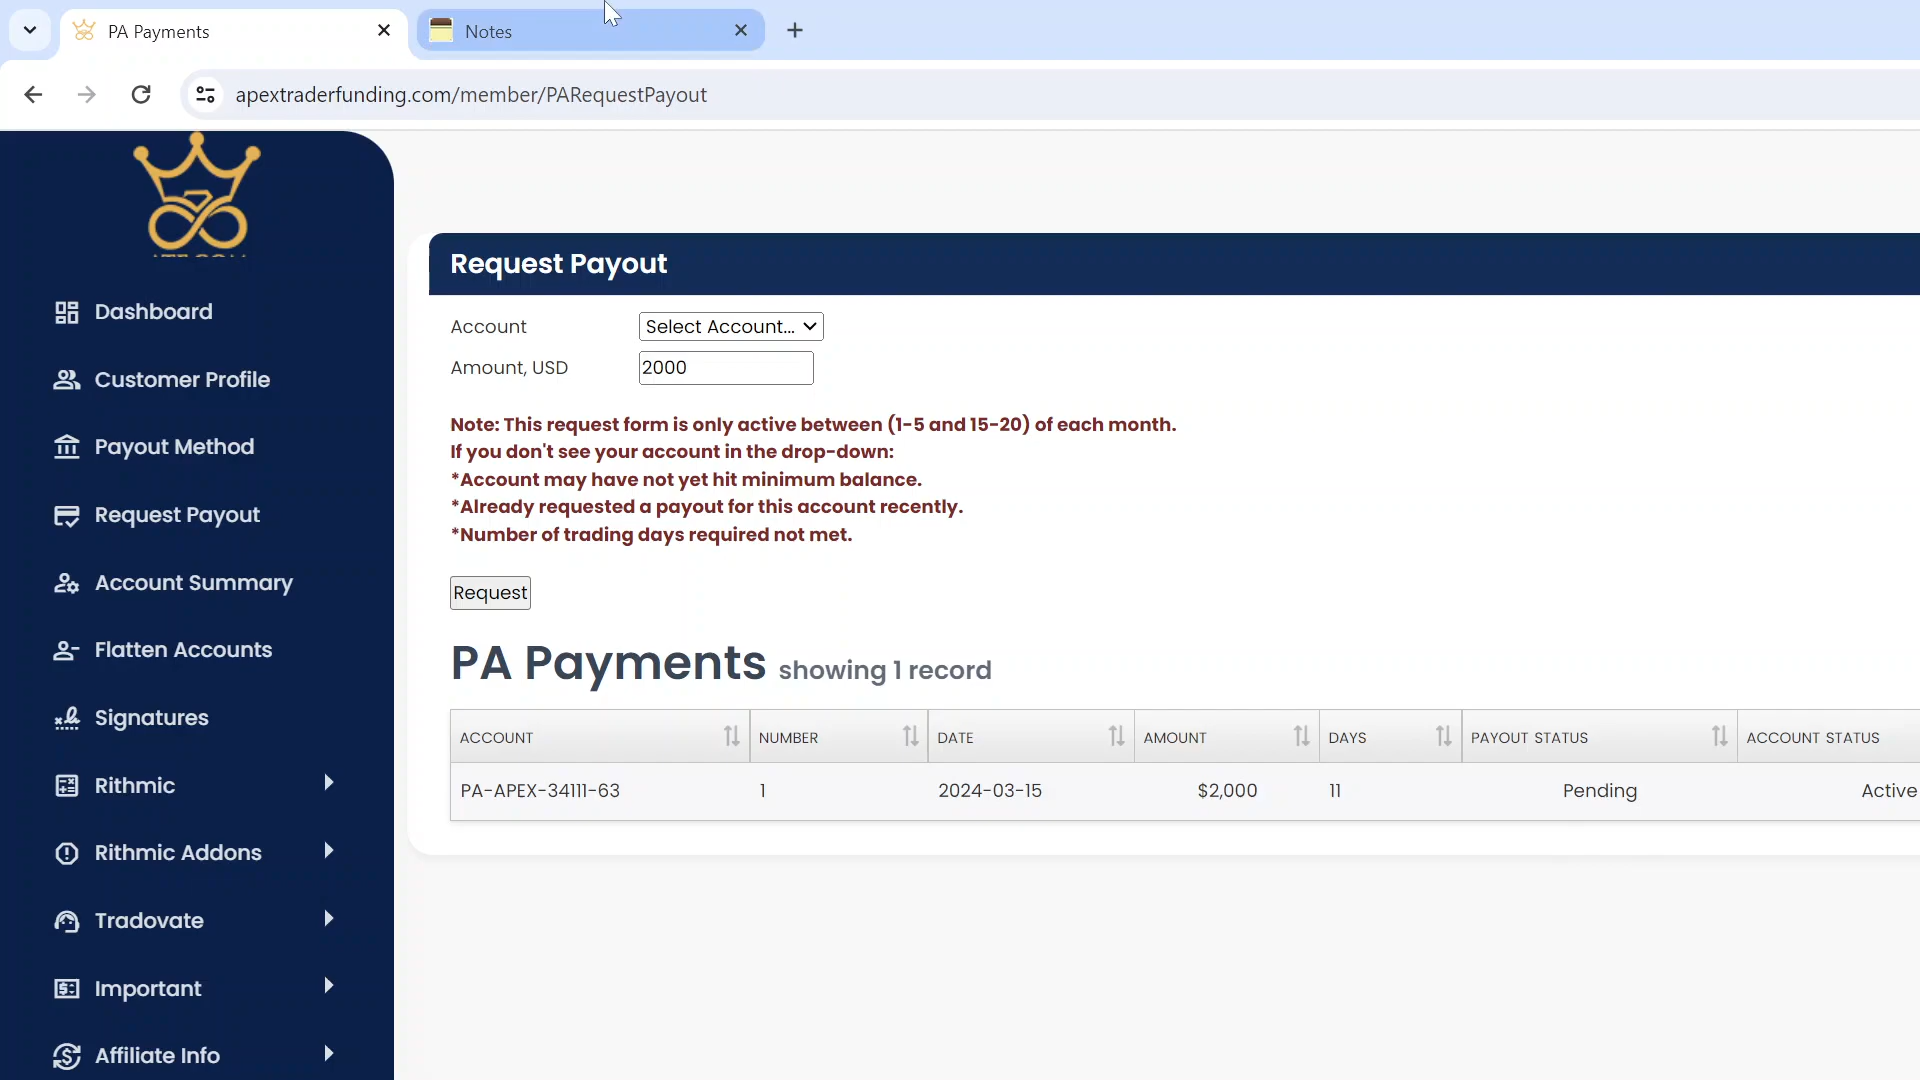 PA Payments
Notes
apextraderfunding.com/member/PARequestPayout
Dashboard
Customer Profile
Payout Method
Request Payout
Account Summary
Flatten Accounts
Signatures
Rithmic
Rithmic Addons
Tradovate
Important
Affiliate Info
Request Payout
Account Select Account...
Amount, USD 2000
Note: This request form is only active between (1-5 and 15-20) of each month.
If you don't see your account in the drop-down:
*Account may have not yet hit minimum balance.
*Already requested a payout for this account recently.
*Number of trading days required not met.
Request
PA Payments showing 1 record
ACCOUNT NUMBER DATE AMOUNT DAYS PAYOUT STATUS ACCOUNT STATUS
PA-APEX-34111-63 1 2024-03-15 $2,000 11 Pending Active